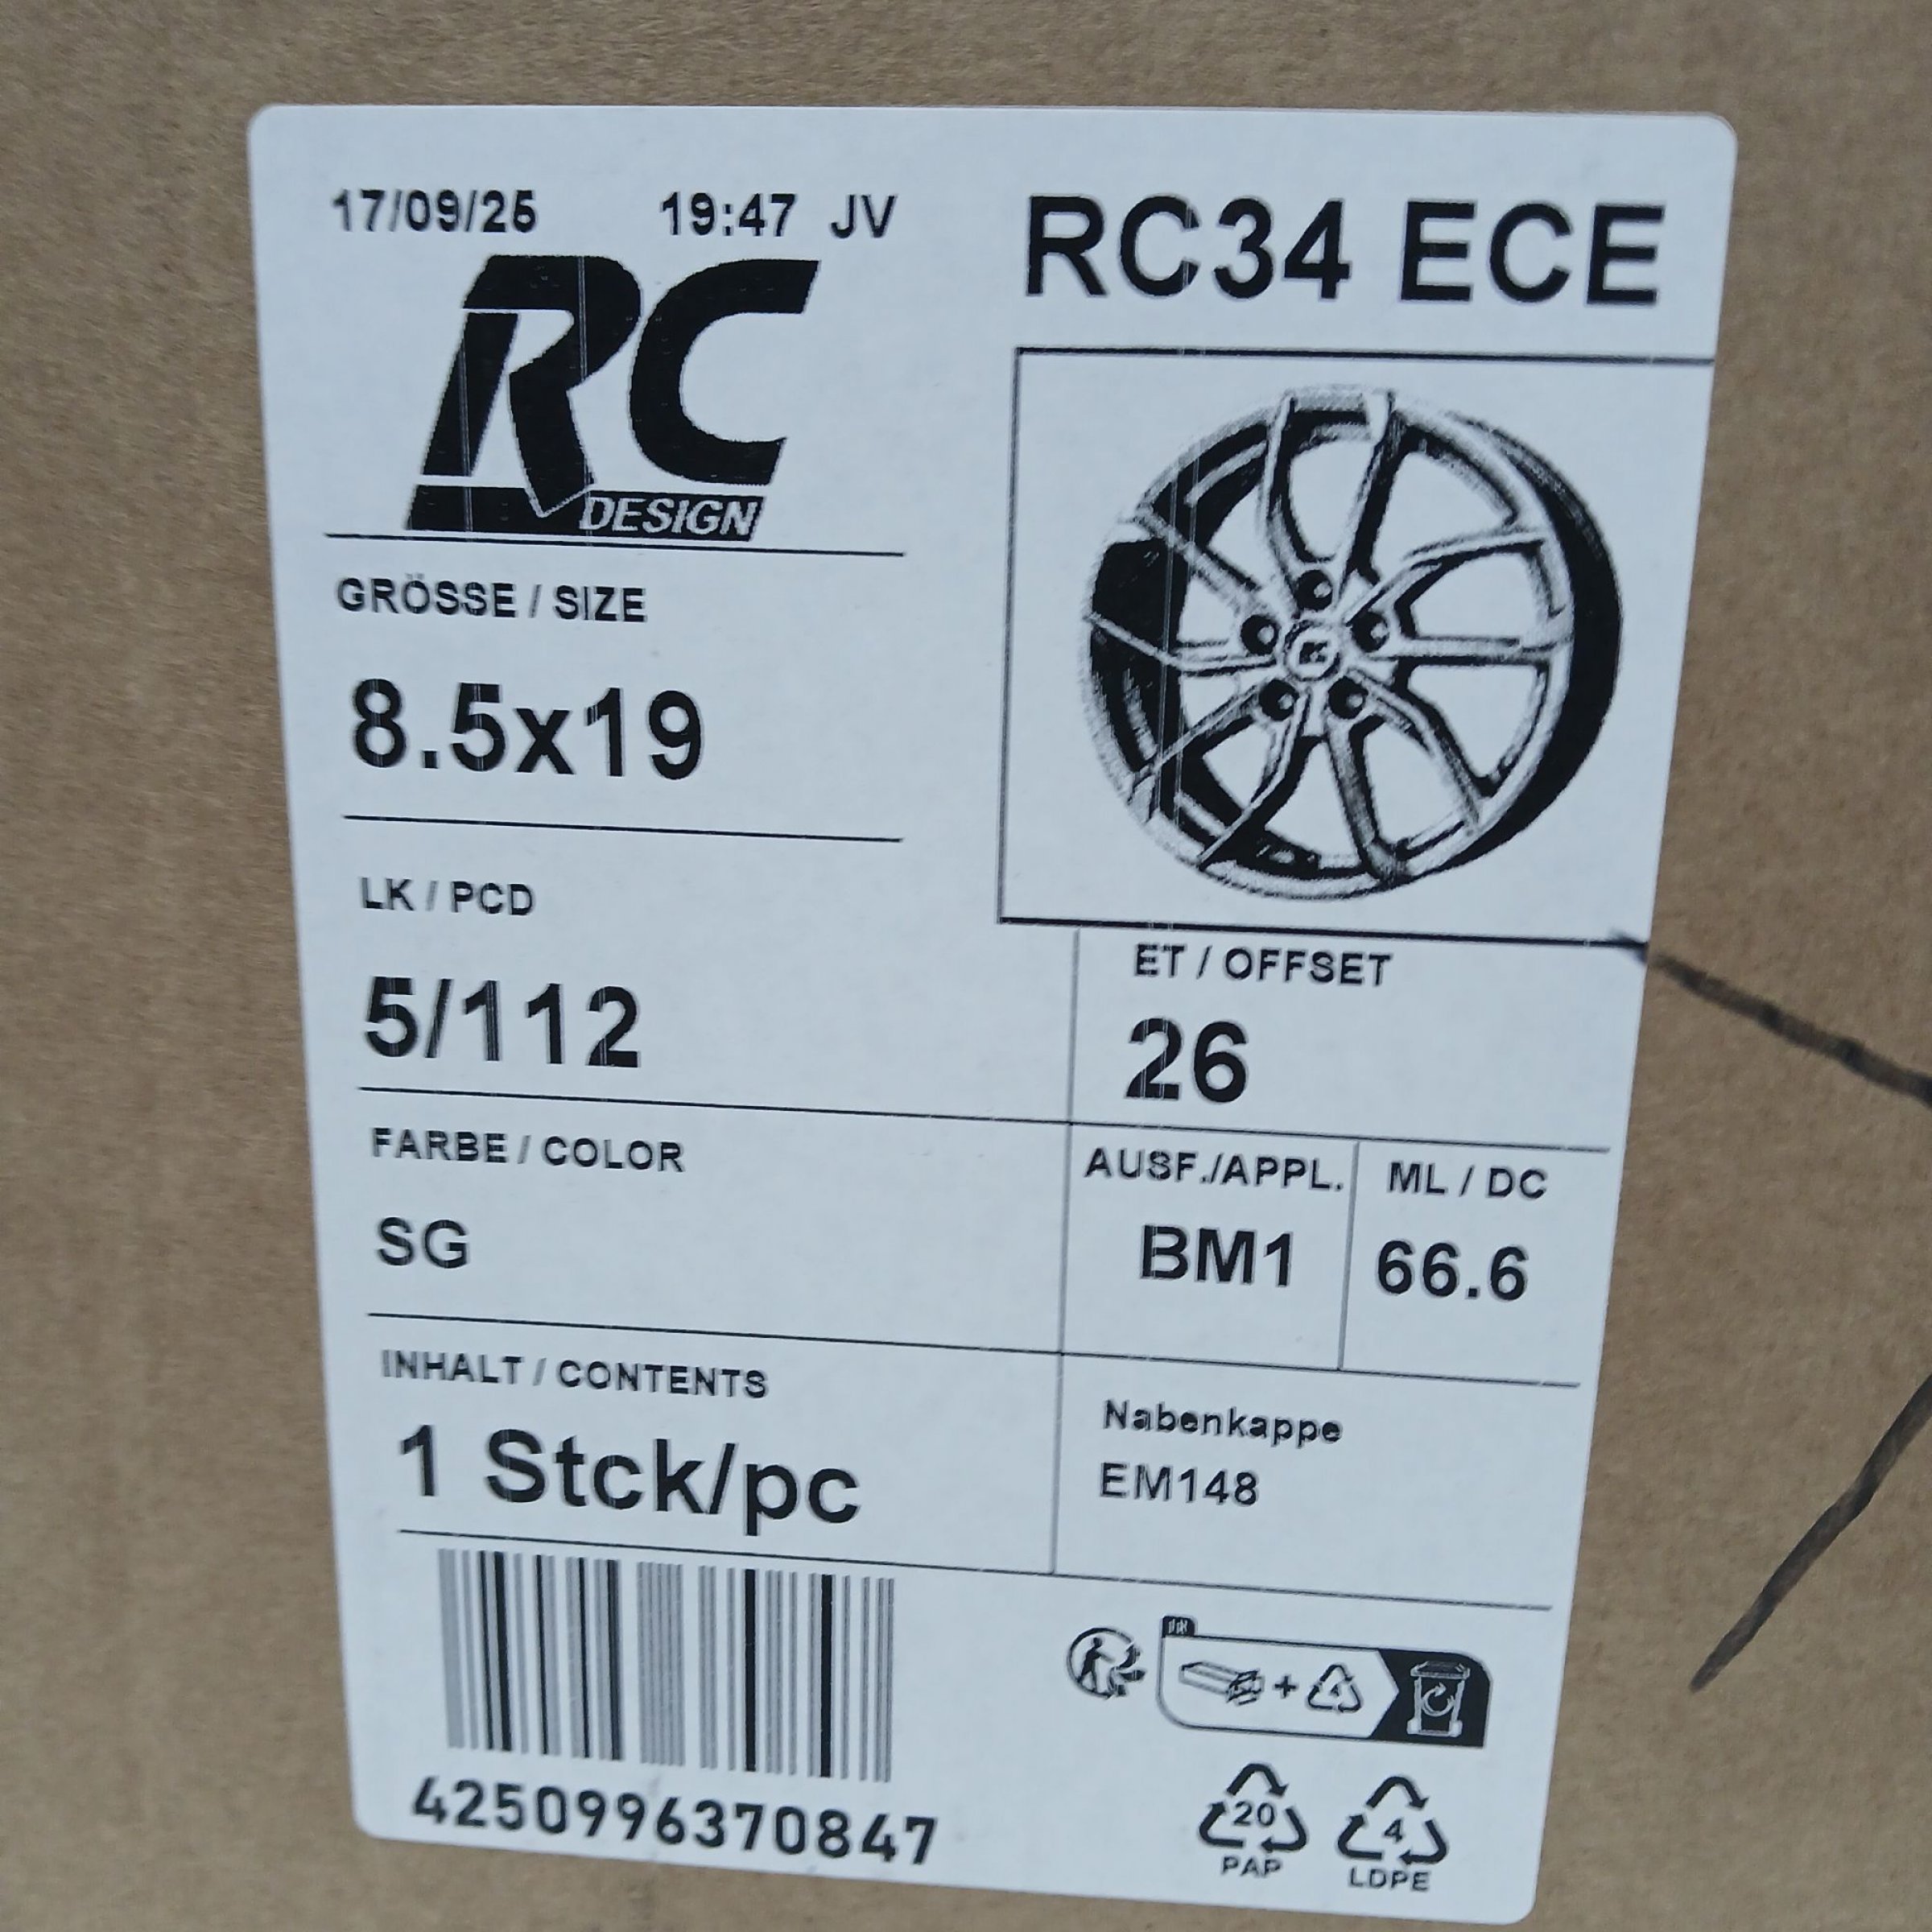 17/09/25 19:47 JV
RC34 ECE
RC
DESIGN
GRÖSSE / SIZE
8.5x19
LK / PCD
5/112
ET / OFFSET
26
FARBE / COLOR
SG
AUSF./APPL.
BM1
ML / DC
66.6
INHALT / CONTENTS
1 Stck/pc
Nabenkappe
EM148
4250996370847
20
PAP
4
LDPE